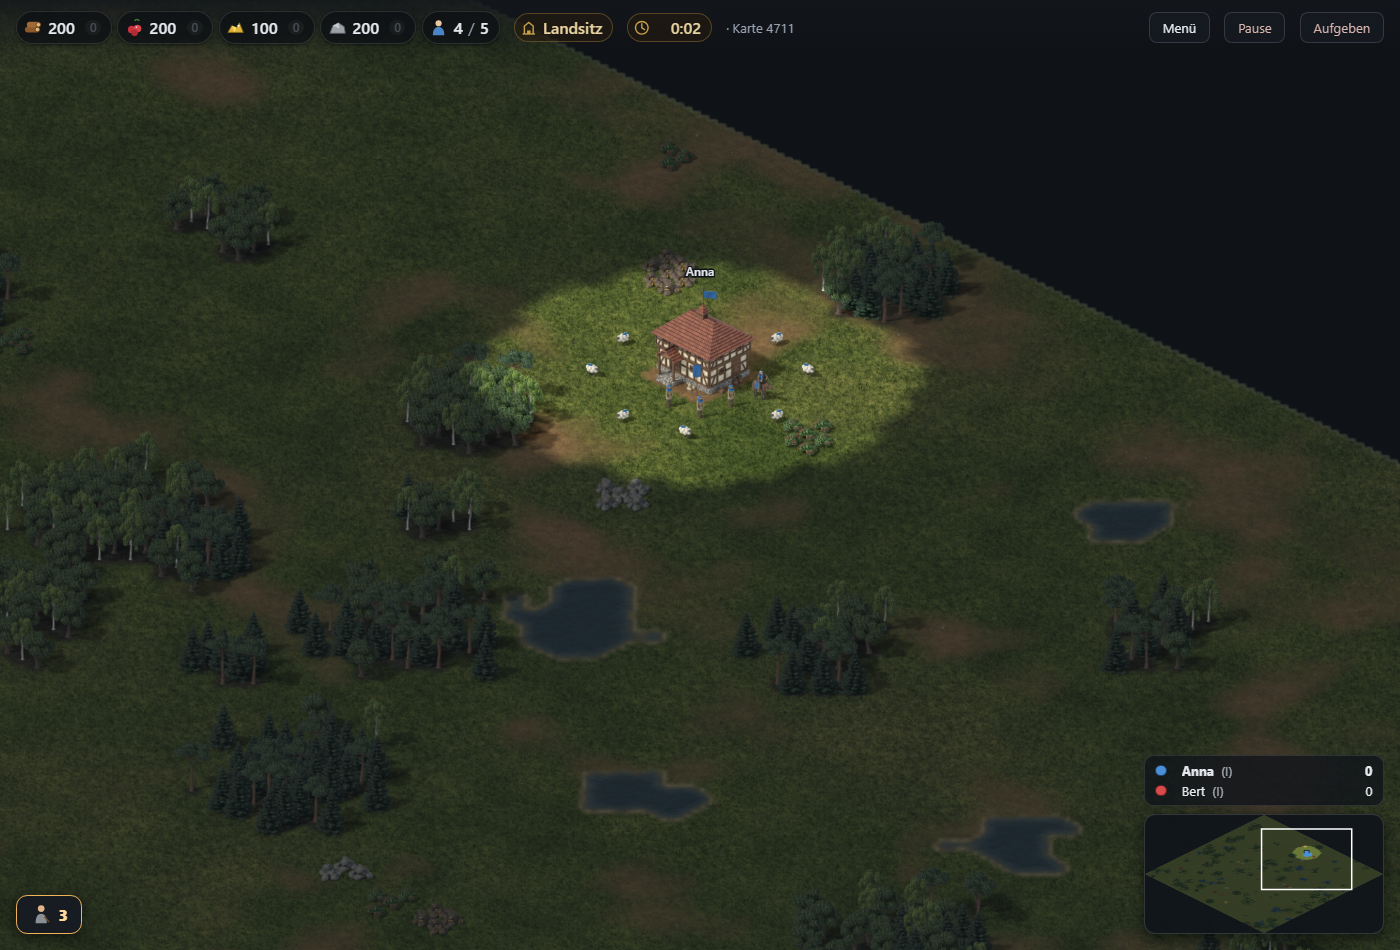 200 0 200 0 100 0 200 0 4 / 5 Landsitz 0:02 · Karte 4711 Menü Pause Aufgeben
Anna
Anna (I) 0
Bert (I) 0
3